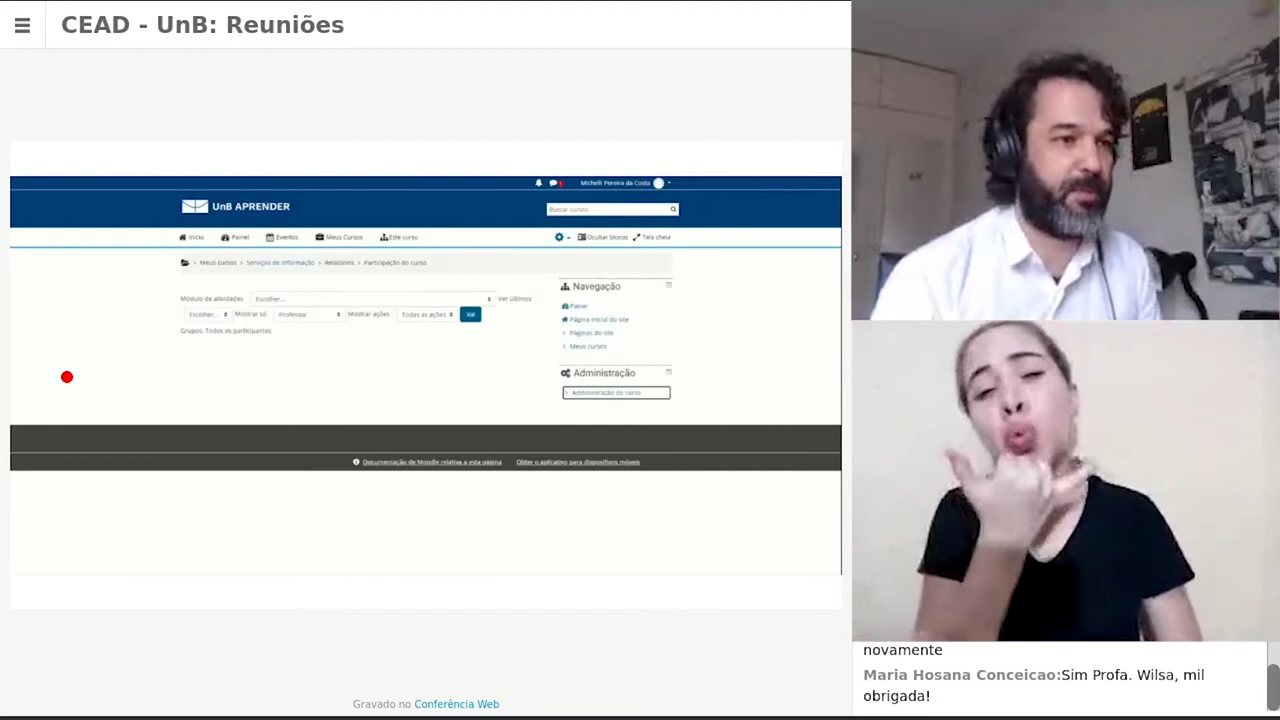 CEAD - UnB: Reuniões
Michelli Pereira da Costa
UnB APRENDER
Buscar cursos
Início Painel Eventos Meus Cursos Este curso Ocultar blocos Tela cheia
Meus cursos › Serviços de Informação › Relatórios › Participação do curso
Navegação
Painel
Página inicial do site
Páginas do site
Meus cursos
Módulo de atividades Escolher... Ver últimos
Escolher... Mostrar só Professor Mostrar ações Todas as ações Vai
Grupos: Todos os participantes
Administração
Administração do curso
Documentação de Moodle relativa a esta página Obter o aplicativo para dispositivos móveis
Gravado no Conferência Web
novamente
Maria Hosana Conceicao:Sim Profa. Wilsa, mil
obrigada!